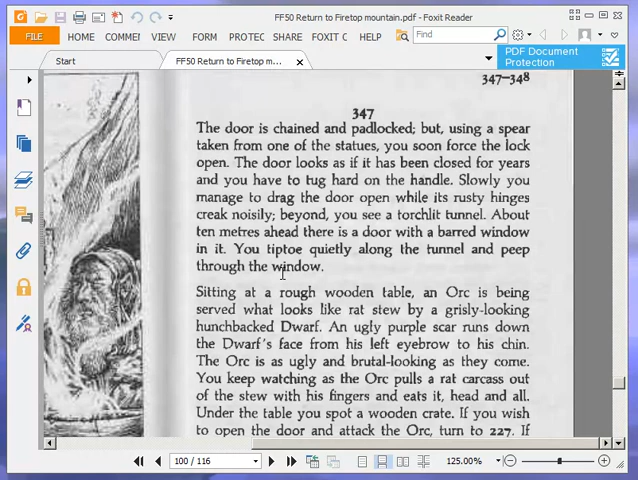 FF50 Return to Firetop mountain.pdf - Foxit Reader
FILE HOME COMMEI VIEW FORM PROTEC SHARE FOXIT C HELP Find
Start FF50 Return to Firetop m... PDF Document Protection
347–348
347
The door is chained and padlocked; but, using a spear
taken from one of the statues, you soon force the lock
open. The door looks as if it has been closed for years
and you have to tug hard on the handle. Slowly you
manage to drag the door open while its rusty hinges
creak noisily; beyond, you see a torchlit tunnel. About
ten metres ahead there is a door with a barred window
in it. You tiptoe quietly along the tunnel and peep
through the window.
Sitting at a rough wooden table, an Orc is being
served what looks like rat stew by a grisly-looking
hunchbacked Dwarf. An ugly purple scar runs down
the Dwarf's face from his left eyebrow to his chin.
The Orc is as ugly and brutal-looking as they come.
You keep watching as the Orc pulls a rat carcass out
of the stew with his fingers and eats it, head and all.
Under the table you spot a wooden crate. If you wish
to open the door and attack the Orc, turn to 227. If
100 / 116 125.00%